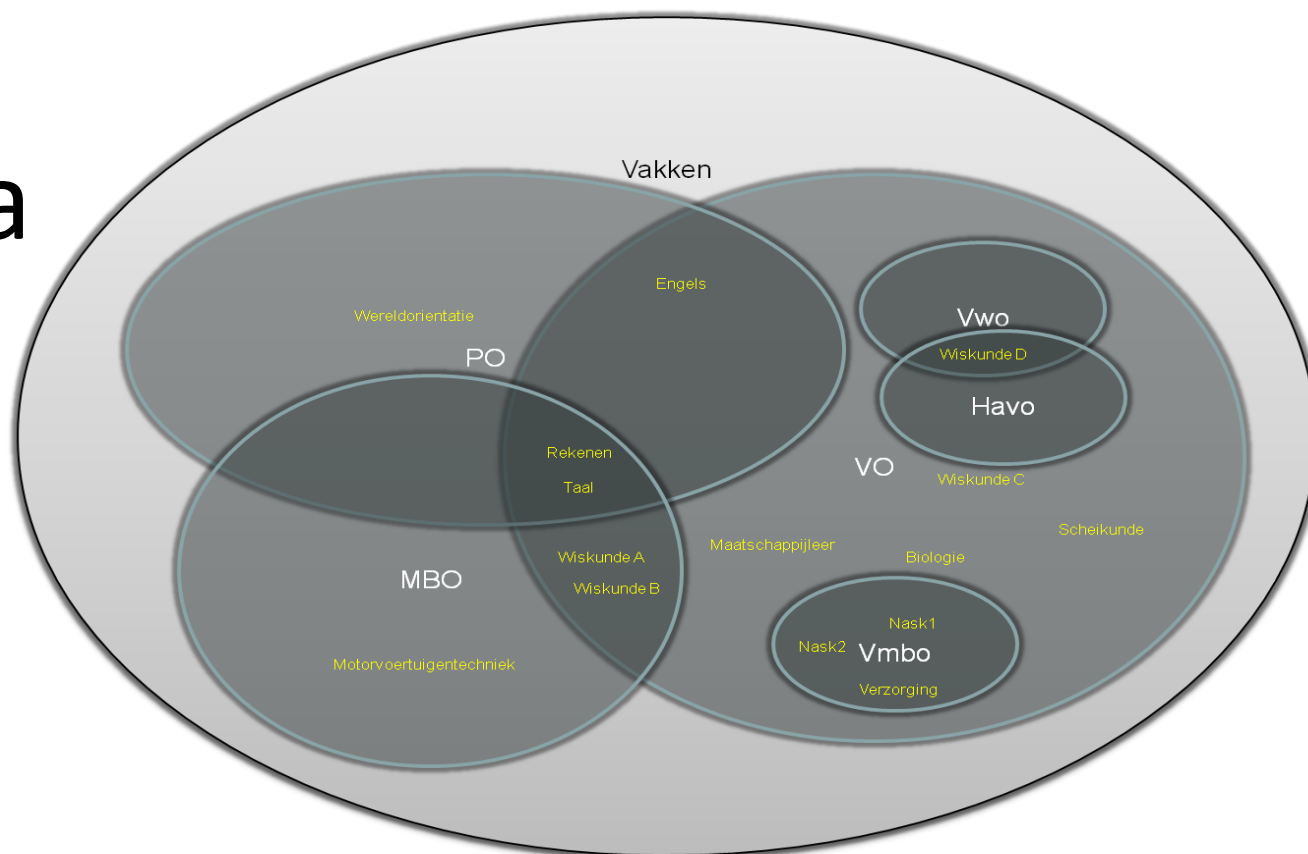 a
Vakken
Engels
Wereldorientatie
Vwo
PO
Wiskunde D
Havo
Rekenen
VO
Taal
Wiskunde C
Scheikunde
Maatschappijleer
Wiskunde A
Biologie
MBO
Wiskunde B
Nask1
Nask2
Vmbo
Motorvoertuigentechniek
Verzorging